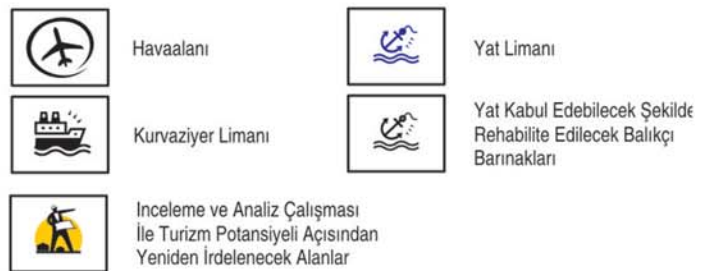 Havaalanı
Yat Limanı
Kurvaziyer Limanı
Yat Kabul Edebilecek Şekilde
Rehabilite Edilecek Balıkçı
Barınakları
Inceleme ve Analiz Çalışması
İle Turizm Potansiyeli Açısından
Yeniden İrdelenecek Alanlar